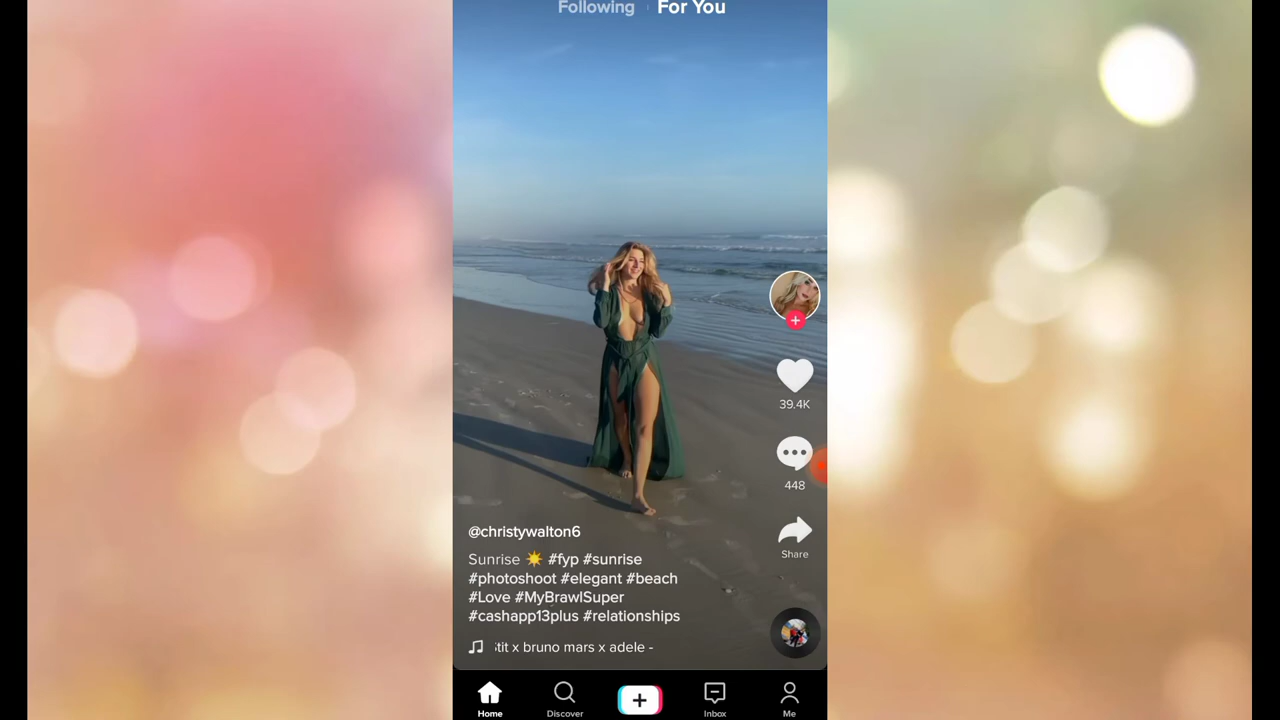 Following
For You
39.4K
448
Share
@christywalton6
Sunrise ☀️ #fyp #sunrise
#photoshoot #elegant #beach
#Love #MyBrawlSuper
#cashapp13plus #relationships
x bruno mars x adele -
Home
Discover
Inbox
Me